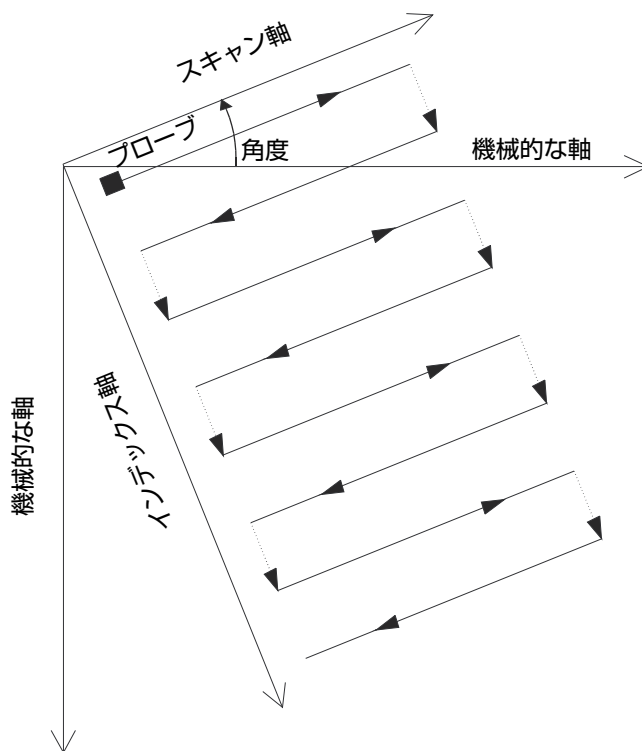 スキャン軸
プローブ
角度
機械的な軸
機械的な軸
インデックス軸